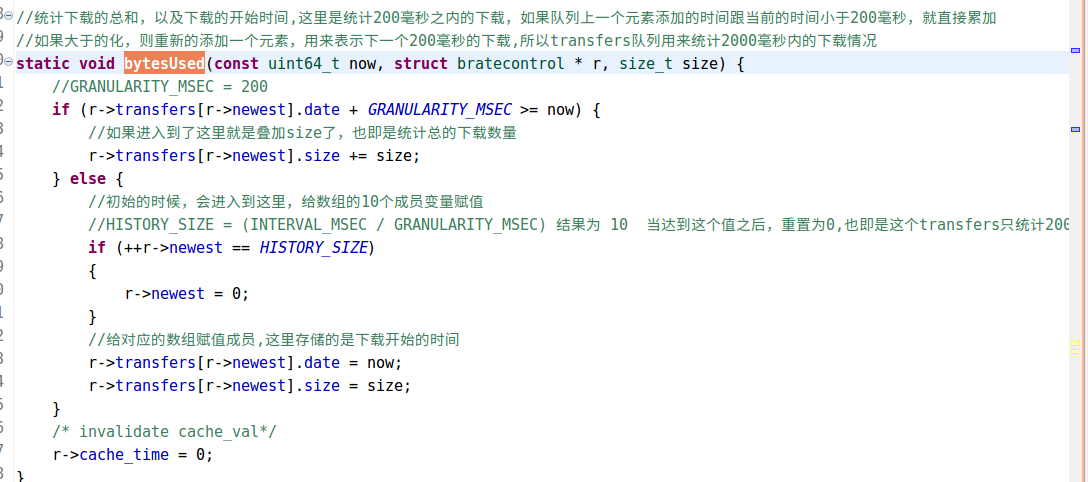 //统计下载的总和，以及下载的开始时间,这里是统计200毫秒之内的下载，如果队列上一个元素添加的时间跟当前的时间小于200毫秒，就直接累加
//如果大于的化，则重新的添加一个元素，用来表示下一个200毫秒的下载,所以transfers队列用来统计2000毫秒内的下载情况
static void bytesUsed(const uint64_t now, struct bratecontrol * r, size_t size) {
//GRANULARITY_MSEC = 200
if (r->transfers[r->newest].date + GRANULARITY_MSEC >= now) {
//如果进入到了这里就是叠加size了，也即是统计总的下载数量
r->transfers[r->newest].size += size;
} else {
//初始的时候，会进入到这里，给数组的10个成员变量赋值
//HISTORY_SIZE = (INTERVAL_MSEC / GRANULARITY_MSEC) 结果为 10  当达到这个值之后，重置为0,也即是这个transfers只统计200
if (++r->newest == HISTORY_SIZE)
{
r->newest = 0;
}
//给对应的数组赋值成员,这里存储的是下载开始的时间
r->transfers[r->newest].date = now;
r->transfers[r->newest].size = size;
}
/* invalidate cache_val*/
r->cache_time = 0;
}